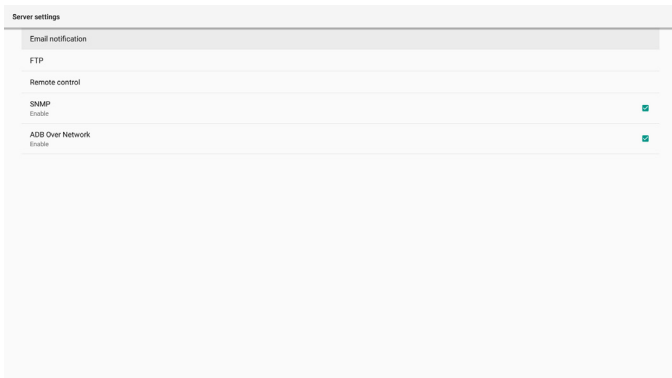 Server settings
Email notification
FTP
Remote control
SNMP
Enable
ADB Over Network
Enable